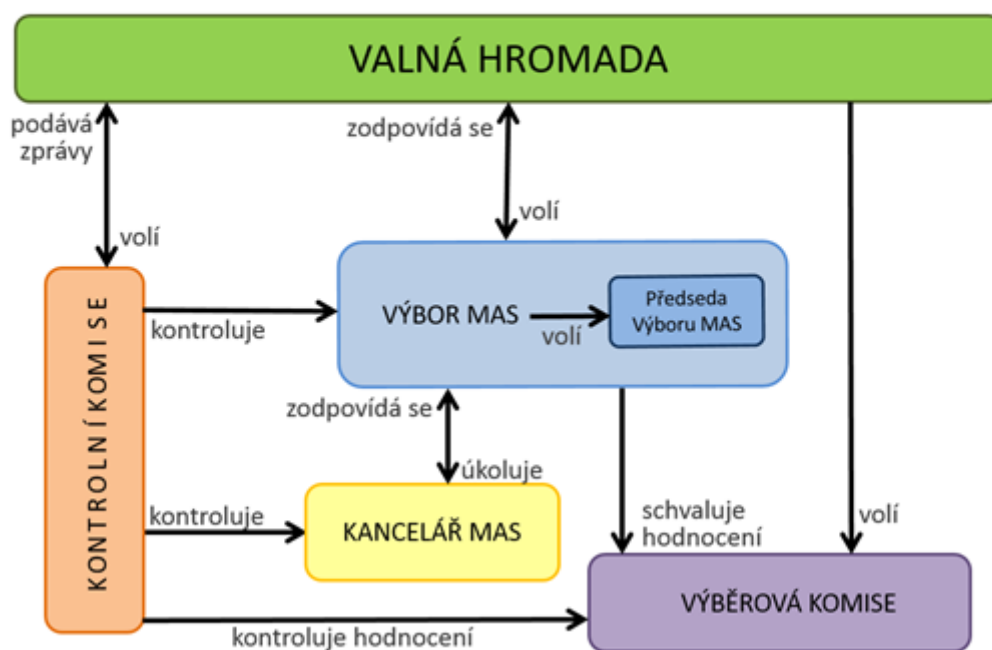 VALNÁ HROMADA
podává
zprávy
zodpovídá se
volí
volí
KONTROLNÍ KOMISE
kontroluje
VÝBOR MAS
volí
Předseda
Výboru MAS
zodpovídá se
úkoluje
kontroluje
KANCELÁŘ MAS
schvaluje
hodnocení
volí
VÝBĚROVÁ KOMISE
kontroluje hodnocení